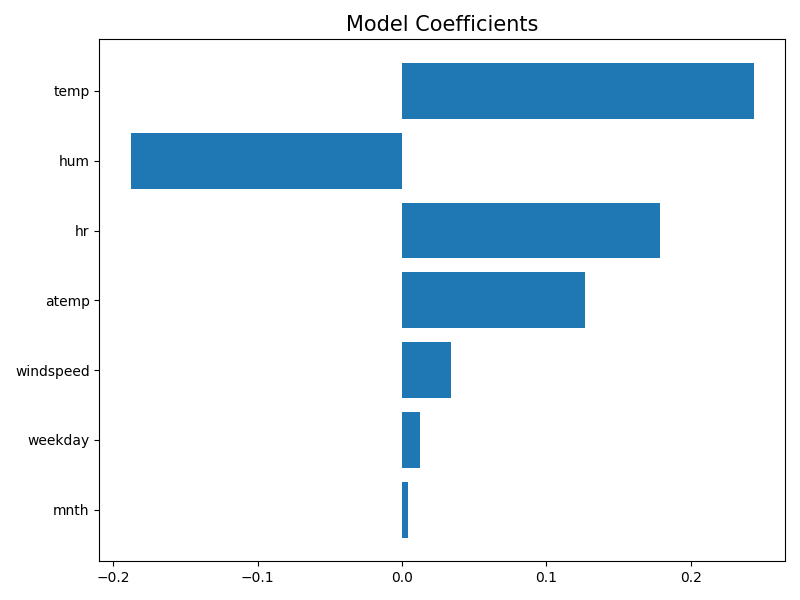 Model Coefficients
temp
hum
hr
atemp
windspeed
weekday
mnth
−0.2 −0.1 0.0 0.1 0.2